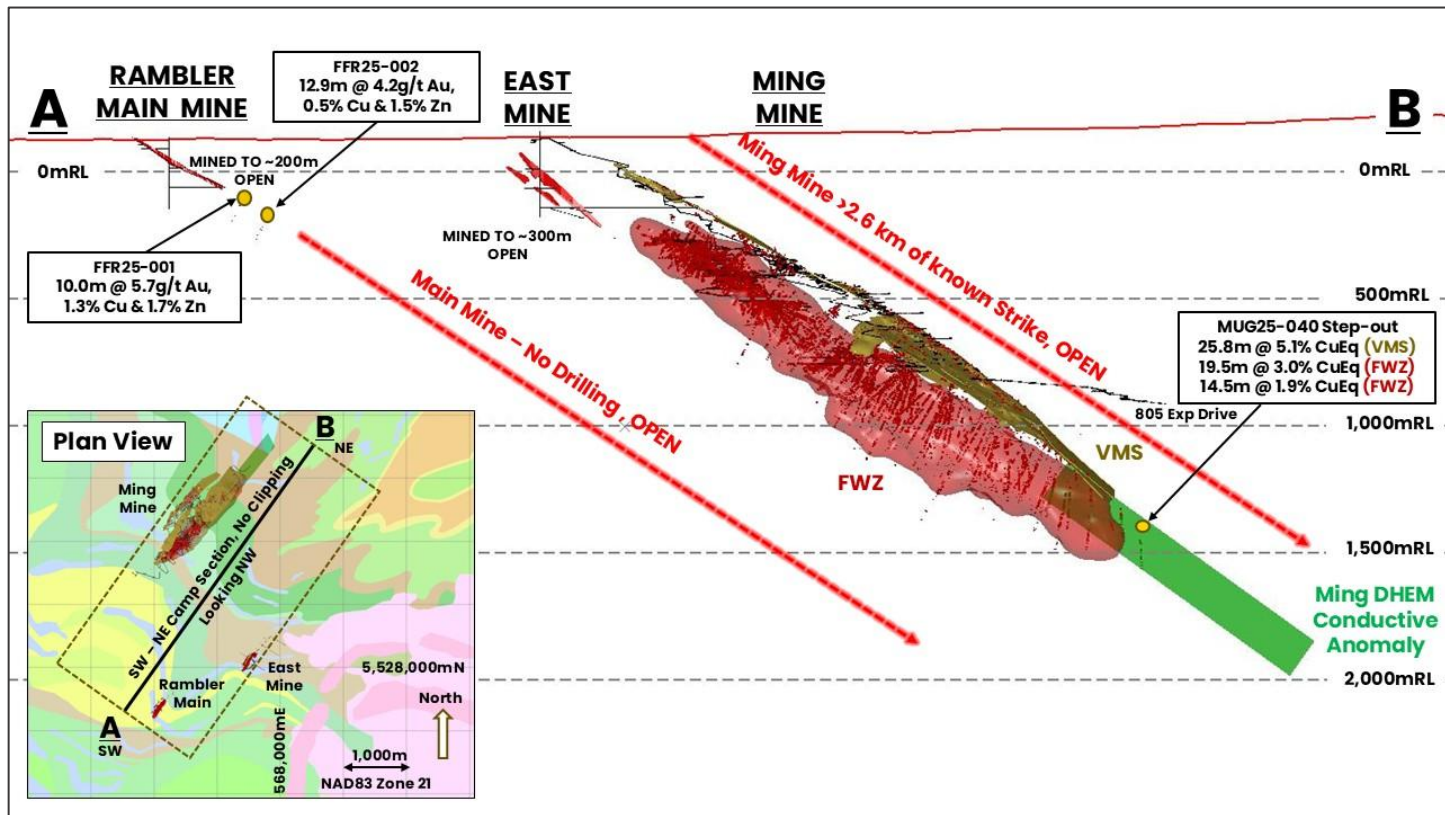 A
RAMBLER
MAIN MINE
FFR25-002
12.9m @ 4.2g/t Au,
0.5% Cu & 1.5% Zn
EAST
MINE
MING
MINE
B
0mRL
MINED TO ~200m
OPEN
0mRL
FFR25-001
10.0m @ 5.7g/t Au,
1.3% Cu & 1.7% Zn
MINED TO ~300m
OPEN
Ming Mine >2.6 km of known Strike, OPEN
Main Mine – No Drilling, OPEN
500mRL
MUG25-040 Step-out
25.8m @ 5.1% CuEq (VMS)
19.5m @ 3.0% CuEq (FWZ)
14.5m @ 1.9% CuEq (FWZ)
805 Exp Drive
1,000mRL
VMS
FWZ
1,500mRL
Ming DHEM
Conductive
Anomaly
2,000mRL
Plan View
B
NE
Ming
Mine
SW – NE Camp Section, No Clipping
Looking NW
East
Mine
5,528,000mN
Rambler
Main
North
A
SW
568,000mE
1,000m
NAD83 Zone 21